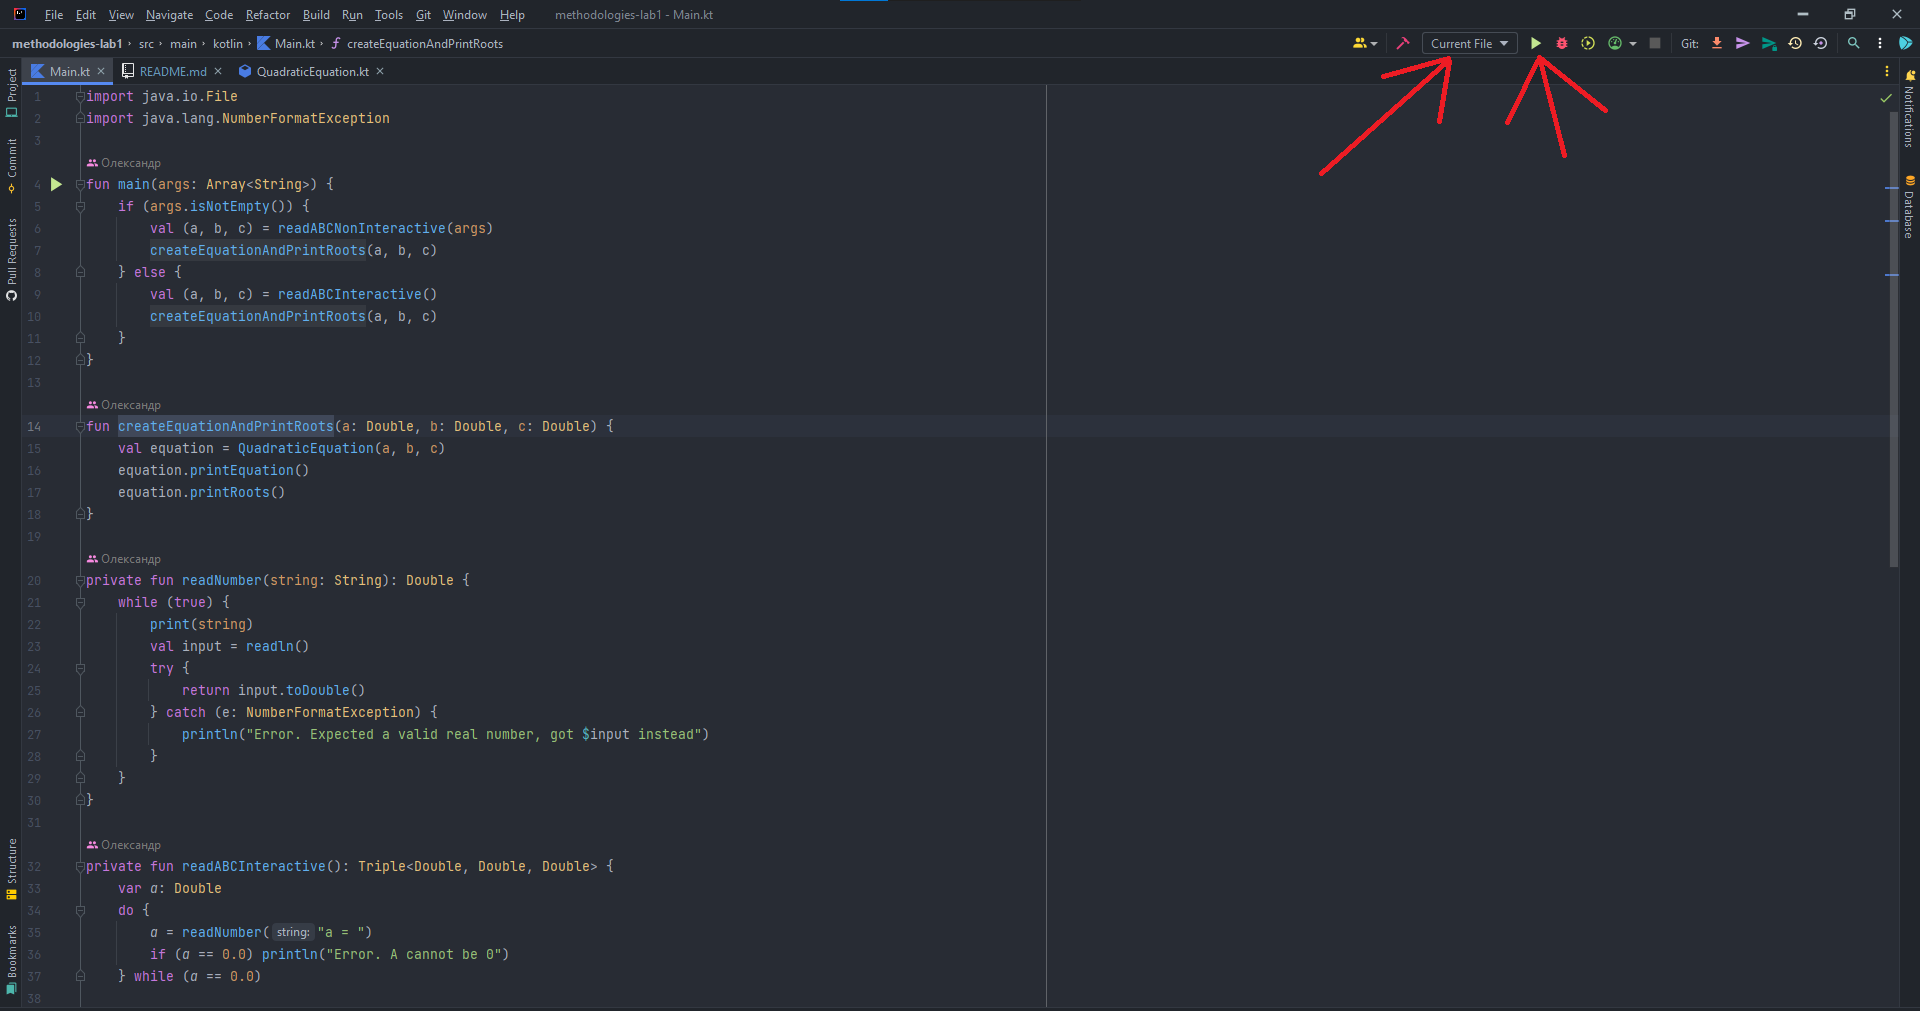 File Edit View Navigate Code Refactor Build Run Tools Git Window Help methodologies-lab1 - Main.kt
methodologies-lab1 › src › main › kotlin › Main.kt › createEquationAndPrintRoots Current File Git:
Main.kt README.md QuadraticEquation.kt
Project
Commit
Pull Requests
Structure
Bookmarks
Notifications
Database
1 import java.io.File
2 import java.lang.NumberFormatException
3
Олександр
4 fun main(args: Array<String>) {
5 if (args.isNotEmpty()) {
6 val (a, b, c) = readABCNonInteractive(args)
7 createEquationAndPrintRoots(a, b, c)
8 } else {
9 val (a, b, c) = readABCInteractive()
10 createEquationAndPrintRoots(a, b, c)
11 }
12 }
13
Олександр
14 fun createEquationAndPrintRoots(a: Double, b: Double, c: Double) {
15 val equation = QuadraticEquation(a, b, c)
16 equation.printEquation()
17 equation.printRoots()
18 }
19
Олександр
20 private fun readNumber(string: String): Double {
21 while (true) {
22 print(string)
23 val input = readln()
24 try {
25 return input.toDouble()
26 } catch (e: NumberFormatException) {
27 println("Error. Expected a valid real number, got $input instead")
28 }
29 }
30 }
31
Олександр
32 private fun readABCInteractive(): Triple<Double, Double, Double> {
33 var a: Double
34 do {
35 a = readNumber( string: "a = ")
36 if (a == 0.0) println("Error. A cannot be 0")
37 } while (a == 0.0)
38